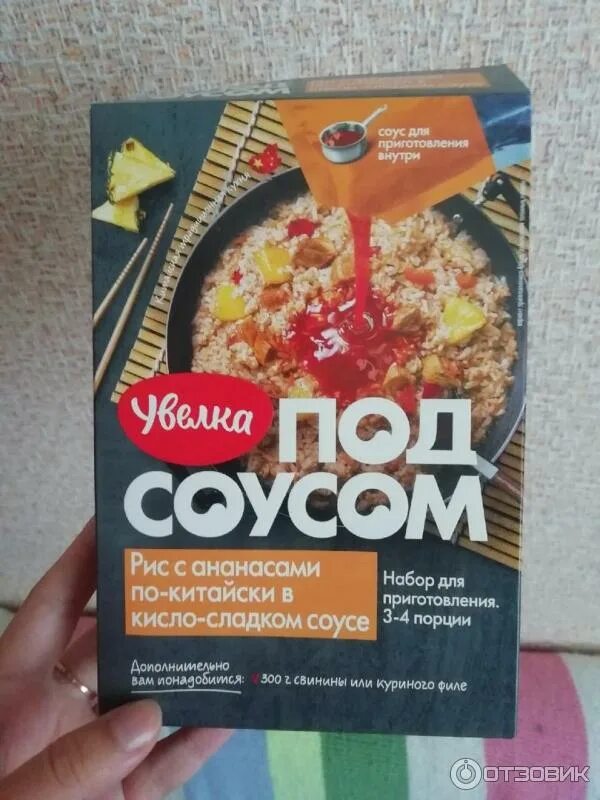 соус для
приготовления
внутри
увелка
ПОД
СОУСОМ
Рис с ананасами
по-китайски в
кисло-сладком соусе
Набор для
приготовления.
3-4 порции
Дополнительно
вам понадобится:
300 г свинины или куриного филе
ОТЗОВИК